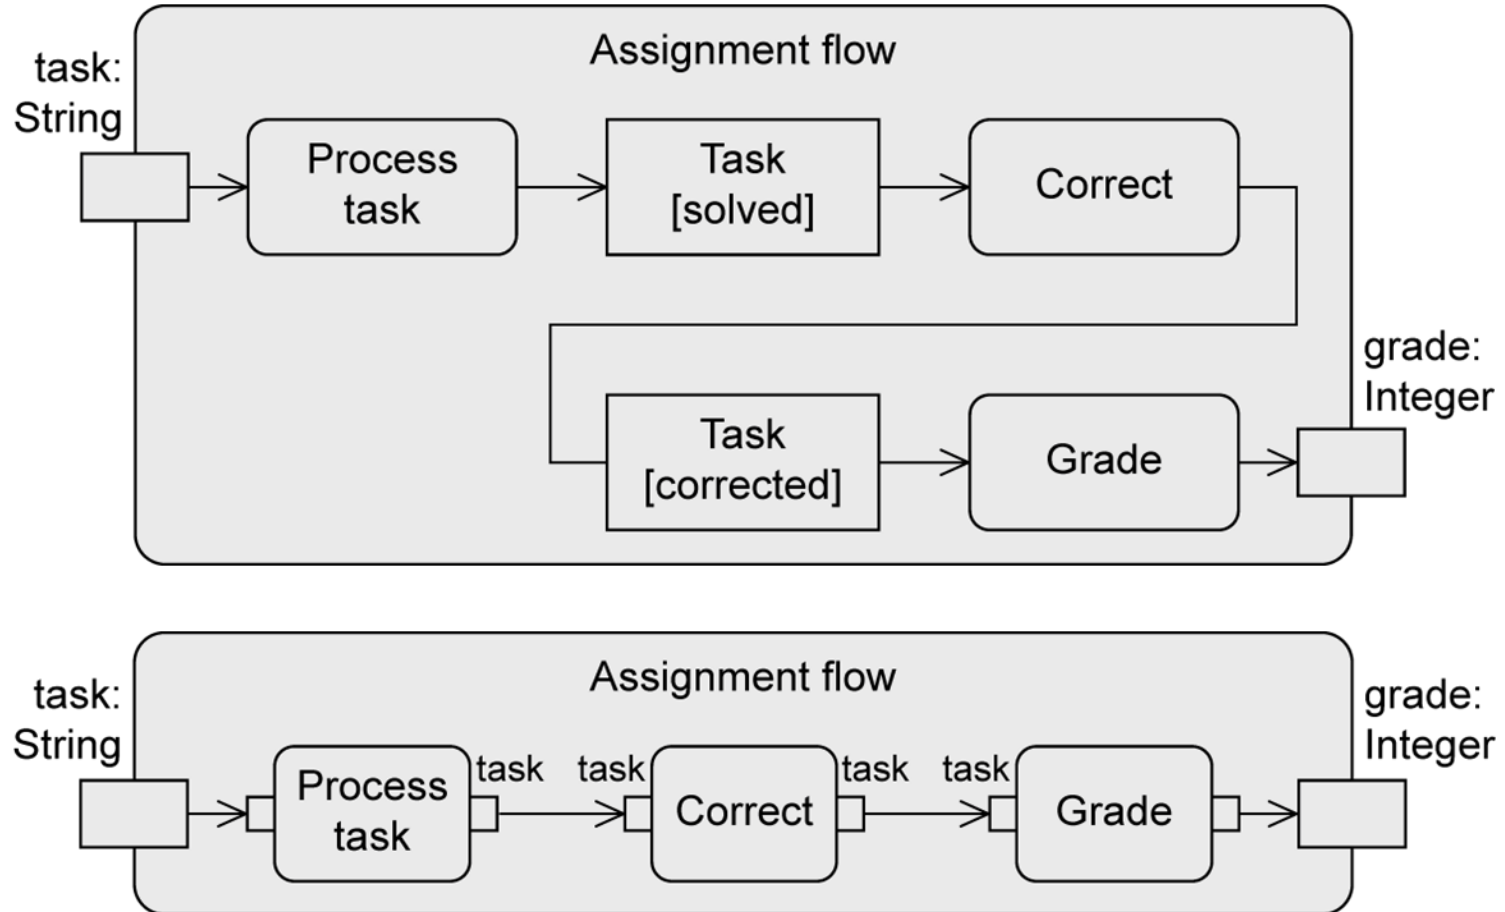 Assignment flow
task:
String
Process
task
Task
[solved]
Correct
grade:
Integer
Task
[corrected]
Grade
Assignment flow
task:
String
grade:
Integer
Process
task
task
task
Correct
task
task
Grade